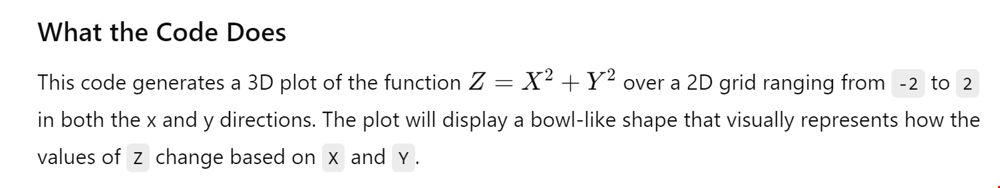 What the Code Does
This code generates a 3D plot of the function Z = X² + Y² over a 2D grid ranging from -2 to 2
in both the x and y directions. The plot will display a bowl-like shape that visually represents how the
values of Z change based on X and Y.